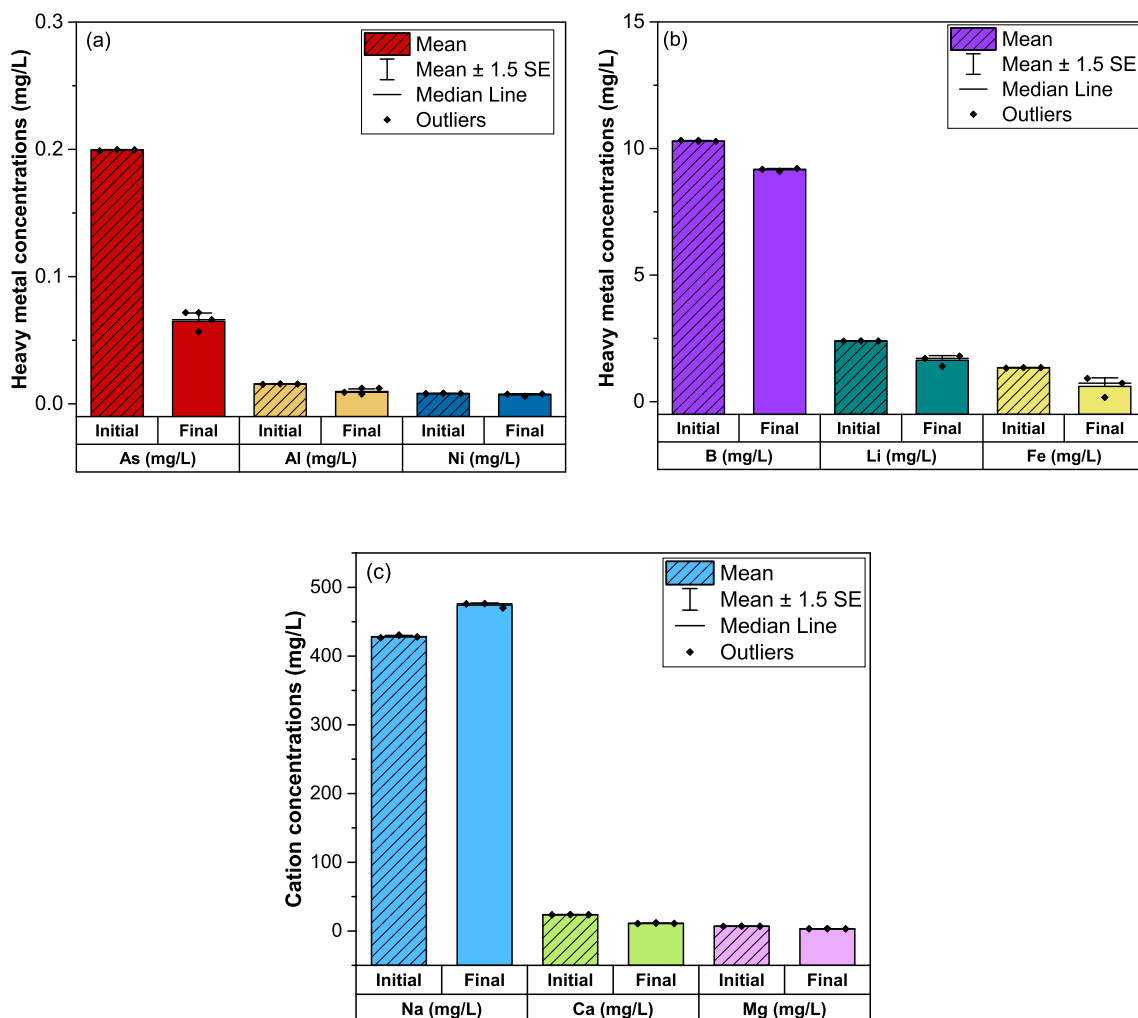 (a)
Mean
Mean ± 1.5 SE
Median Line
Outliers
Heavy metal concentrations (mg/L)
0.3
0.2
0.1
0.0
Initial Final Initial Final Initial Final
As (mg/L) Al (mg/L) Ni (mg/L)
(b)
Mean
Mean ± 1.5 SE
Median Line
Outliers
Heavy metal concentrations (mg/L)
15
10
5
0
Initial Final Initial Final Initial Final
B (mg/L) Li (mg/L) Fe (mg/L)
(c)
Mean
Mean ± 1.5 SE
Median Line
Outliers
Cation concentrations (mg/L)
500
400
300
200
100
0
Initial Final Initial Final Initial Final
Na (mg/L) Ca (mg/L) Mg (mg/L)